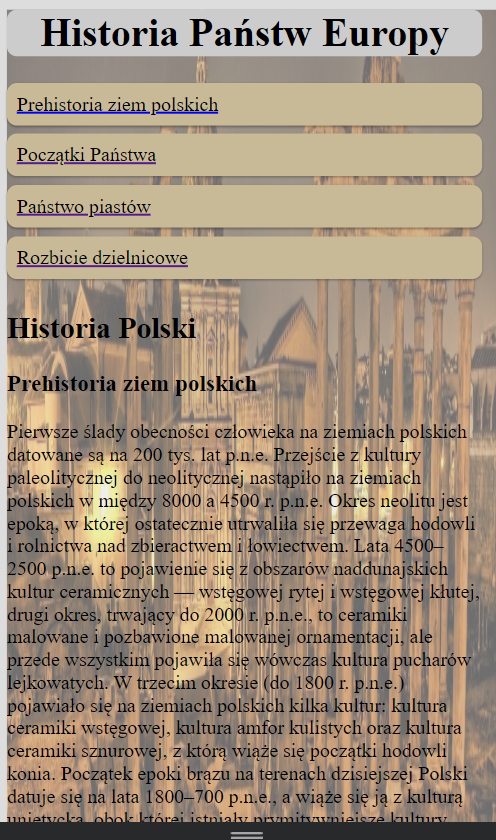 Historia Państw Europy
Prehistoria ziem polskich
Początki Państwa
Państwo piastów
Rozbicie dzielnicowe
Historia Polski
Prehistoria ziem polskich
Pierwsze ślady obecności człowieka na ziemiach polskich
datowane są na 200 tys. lat p.n.e. Przejście z kultury
paleolitycznej do neolitycznej nastąpiło na ziemiach
polskich w między 8000 a 4500 r. p.n.e. Okres neolitu jest
epoką, w której ostatecznie utrwaliła się przewaga hodowli
i rolnictwa nad zbieractwem i łowiectwem. Lata 4500–
2500 p.n.e. to pojawienie się z obszarów naddunajskich
kultur ceramicznych — wstęgowej rytej i wstęgowej kłutej,
drugi okres, trwający do 2000 r. p.n.e., to ceramiki
malowane i pozbawione malowanej ornamentacji, ale
przede wszystkim pojawiła się wówczas kultura pucharów
lejkowatych. W trzecim okresie (do 1800 r. p.n.e.)
pojawiało się na ziemiach polskich kilka kultur: kultura
ceramiki wstęgowej, kultura amfor kulistych oraz kultura
ceramiki sznurowej, z którą wiąże się początki hodowli
konia. Początek epoki brązu na terenach dzisiejszej Polski
datuje się na lata 1800–700 p.n.e., a wiąże się ją z kulturą
unietycką, obok której istniały prymitywniejsze kultury